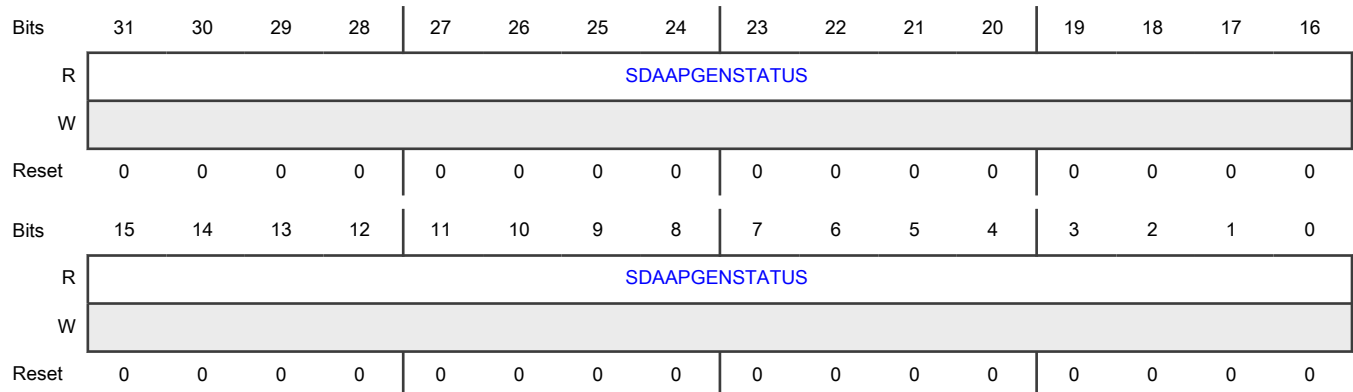 Bits 31 30 29 28 27 26 25 24 23 22 21 20 19 18 17 16
R SDAAPGENSTATUS
W
Reset 0 0 0 0 0 0 0 0 0 0 0 0 0 0 0 0
Bits 15 14 13 12 11 10 9 8 7 6 5 4 3 2 1 0
R SDAAPGENSTATUS
W
Reset 0 0 0 0 0 0 0 0 0 0 0 0 0 0 0 0